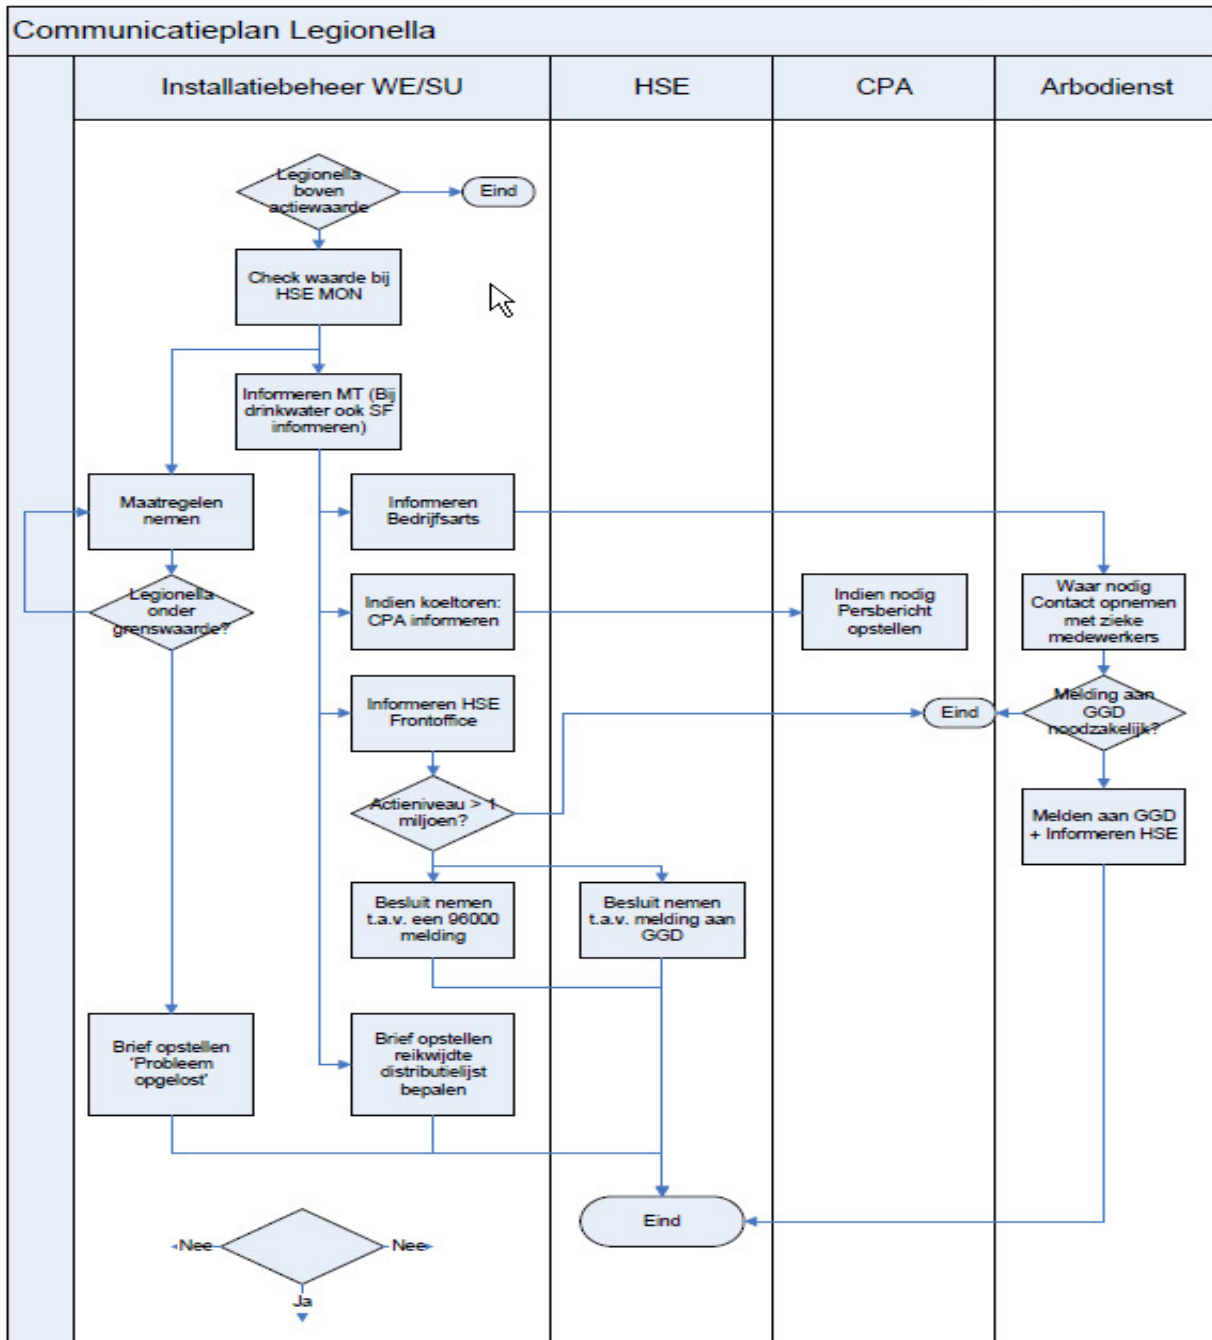 Communicatieplan Legionella
Installatiebeheer WE/SU
HSE
CPA
Arbodienst
Legionella
boven
actiewaarde
Eind
Check waarde bij
HSE MON
Informeren MT (Bij
drinkwater ook SF
informeren)
Maatregelen
nemen
Informeren
Bedrijfsarts
Legionella
onder
grenswaarde?
Indien koeltoren:
CPA informeren
Indien nodig
Persbericht
opstellen
Waar nodig
Contact opnemen
met zieke
medewerkers
Informeren HSE
Frontoffice
Eind
Melding aan
GGD
noodzakelijk?
Actieniveau > 1
miljoen?
Melden aan GGD
+ Informeren HSE
Besluit nemen
t.a.v. een 96000
melding
Besluit nemen
t.a.v. melding aan
GGD
Brief opstellen
'Probleem
opgelost'
Brief opstellen
reikwijdte
distributielijst
bepalen
Eind
Nee
Nee
Ja